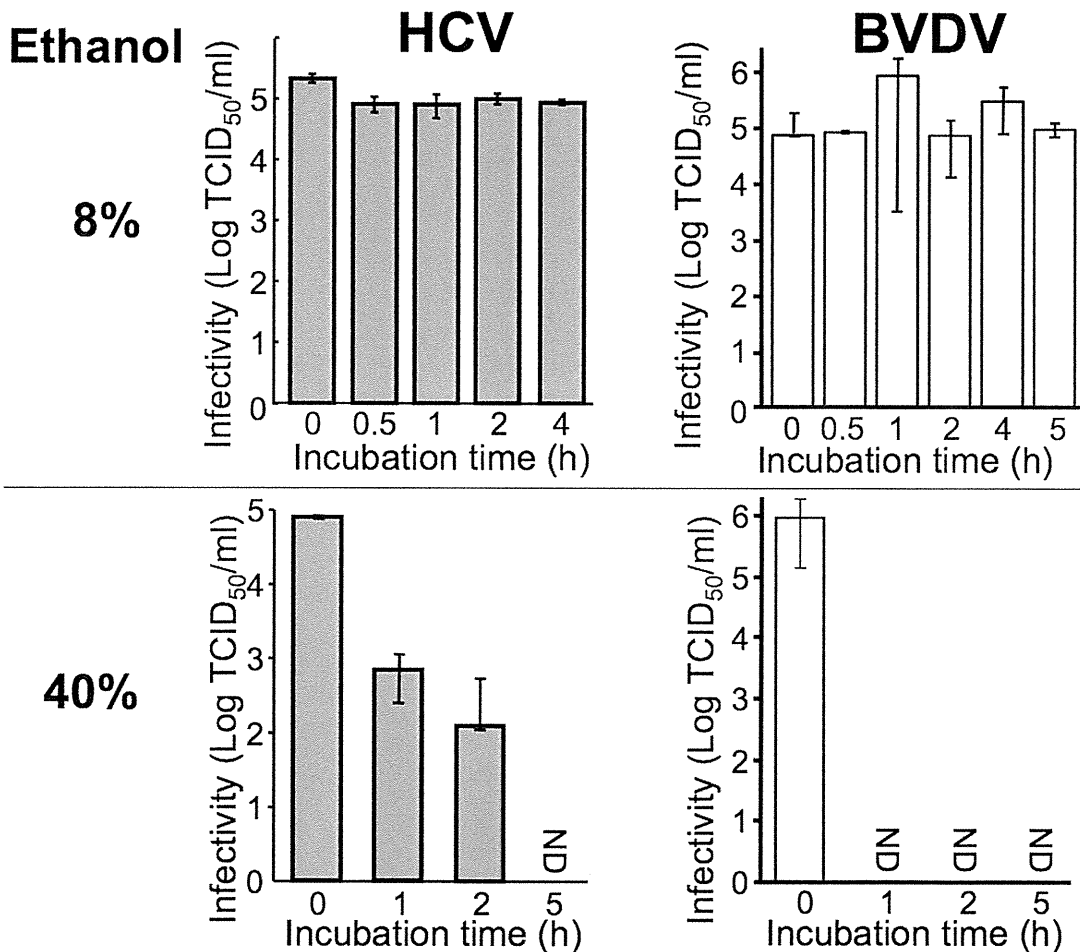 Ethanol
HCV
BVDV
8%
Infectivity (Log TCID50/ml)
5
4
3
2
1
0
0 0.5 1 2 4
Incubation time (h)
Infectivity (Log TCID50/ml)
6
5
4
3
2
1
0
0 0.5 1 2 4 5
Incubation time (h)
40%
Infectivity (Log TCID50/ml)
5
4
3
2
1
0
ND
0 1 2 5
Incubation time (h)
Infectivity (Log TCID50/ml)
6
5
4
3
2
1
0
ND ND ND
0 1 2 5
Incubation time (h)